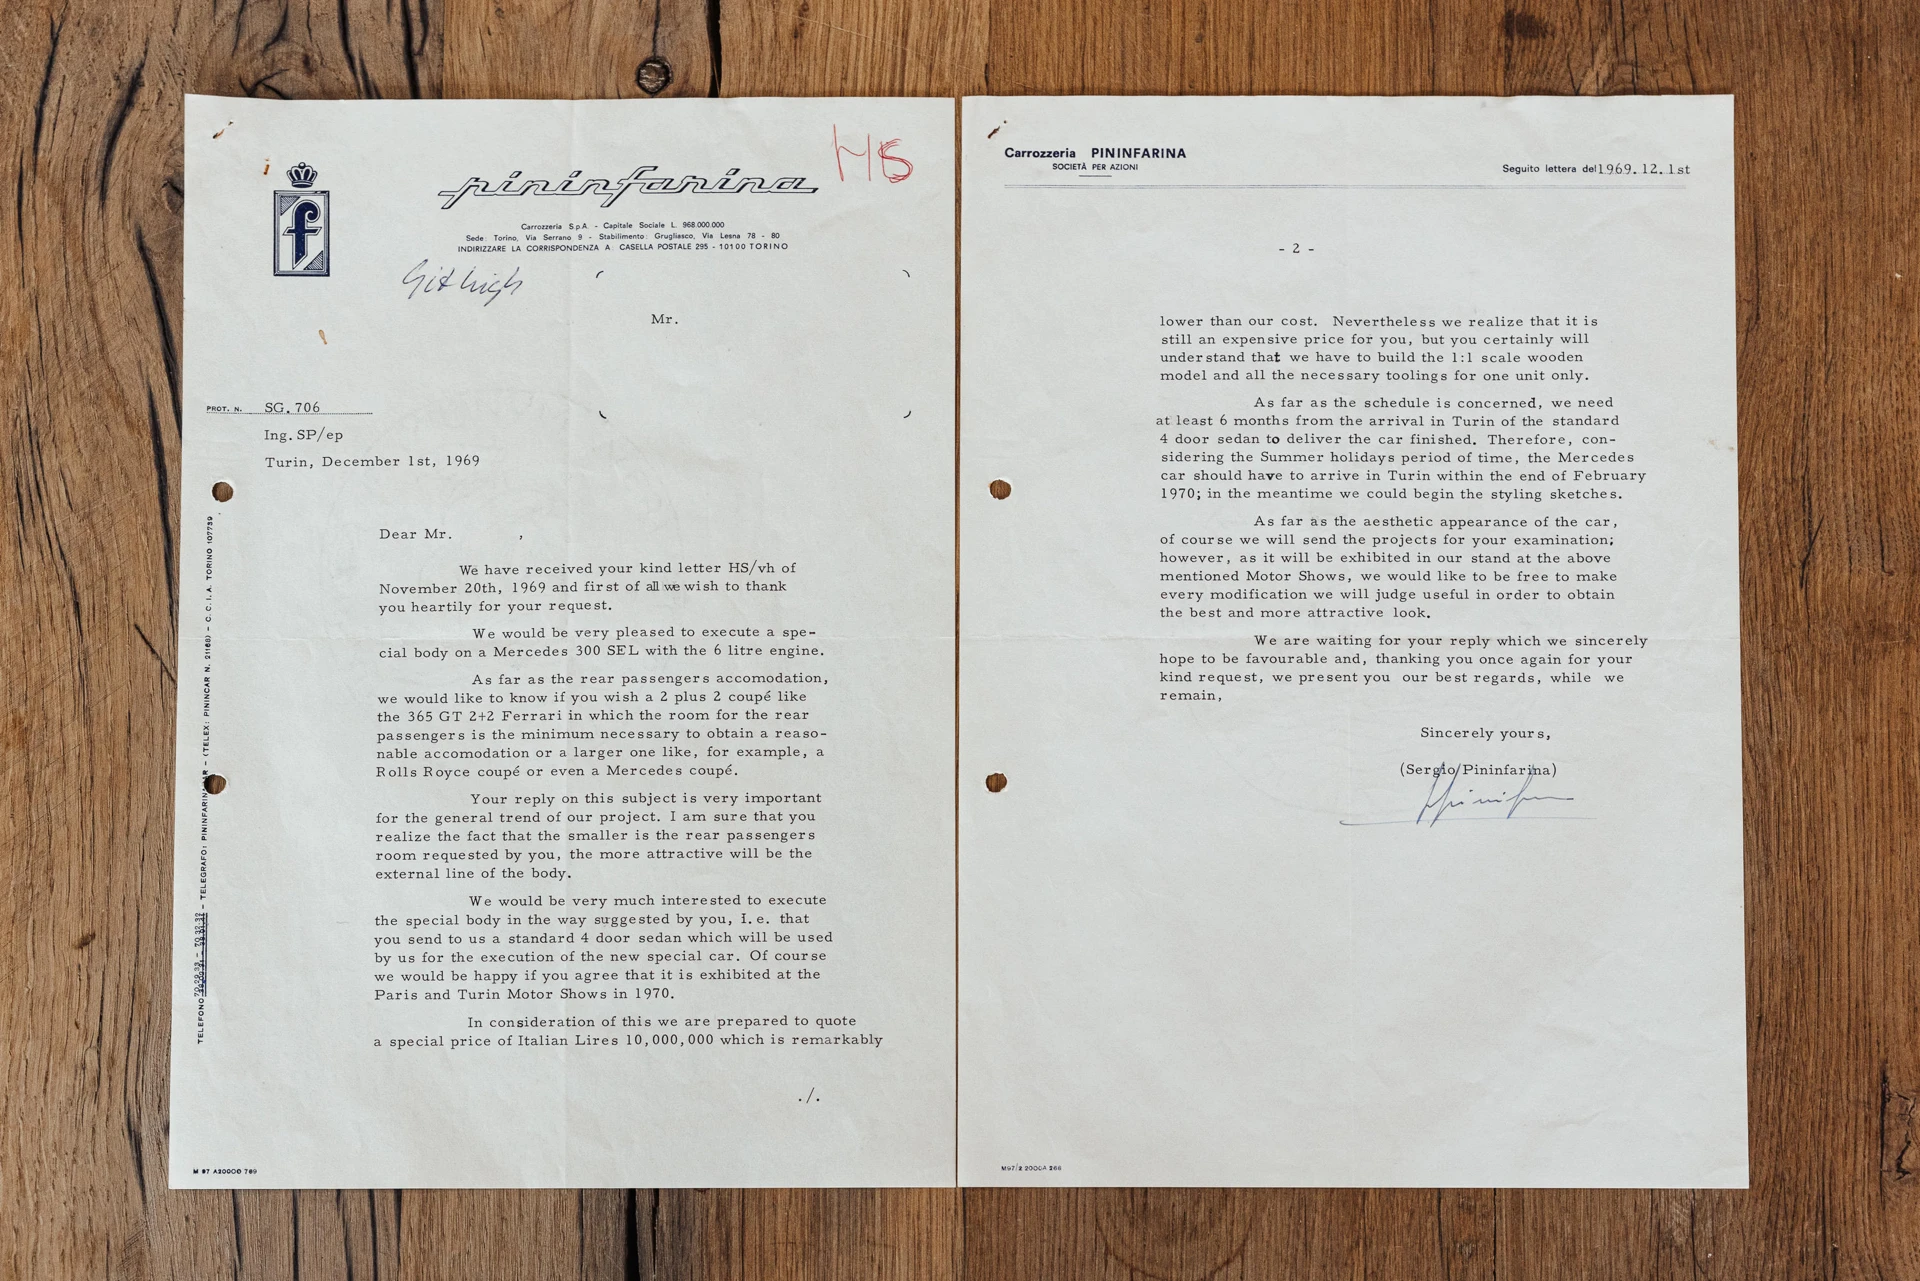 HS
f
pininfarina
Carrozzeria S.p.A. - Capitale Sociale L. 968.000.000
Sede: Torino, Via Serrano 9 - Stabilimento: Grugliasco, Via Lesna 78 - 80
INDIRIZZARE LA CORRISPONDENZA A: CASELLA POSTALE 295 - 10100 TORINO
Mr.
PROT. N. SG. 706
Ing. SP/ep
Turin, December 1st, 1969
Dear Mr. ,
We have received your kind letter HS/vh of
November 20th, 1969 and first of all we wish to thank
you heartily for your request.
We would be very pleased to execute a spe-
cial body on a Mercedes 300 SEL with the 6 litre engine.
As far as the rear passengers accomodation,
we would like to know if you wish a 2 plus 2 coupé like
the 365 GT 2+2 Ferrari in which the room for the rear
passengers is the minimum necessary to obtain a reaso-
nable accomodation or a larger one like, for example, a
Rolls Royce coupé or even a Mercedes coupé.
Your reply on this subject is very important
for the general trend of our project. I am sure that you
realize the fact that the smaller is the rear passengers
room requested by you, the more attractive will be the
external line of the body.
We would be very much interested to execute
the special body in the way suggested by you, I.e. that
you send to us a standard 4 door sedan which will be used
by us for the execution of the new special car. Of course
we would be happy if you agree that it is exhibited at the
Paris and Turin Motor Shows in 1970.
In consideration of this we are prepared to quote
a special price of Italian Lires 10,000,000 which is remarkably
./.
TELEFONO - TELEGRAFO: PININFARINA - (TELEX: PININCAR N. 21168) - C.C.I.A. TORINO 107739
M 97 A20000 769
Carrozzeria PININFARINA
SOCIETÀ PER AZIONI
Seguito lettera del 1969. 12. 1st
- 2 -
lower than our cost. Nevertheless we realize that it is
still an expensive price for you, but you certainly will
understand that we have to build the 1:1 scale wooden
model and all the necessary toolings for one unit only.
As far as the schedule is concerned, we need
at least 6 months from the arrival in Turin of the standard
4 door sedan to deliver the car finished. Therefore, con-
sidering the Summer holidays period of time, the Mercedes
car should have to arrive in Turin within the end of February
1970; in the meantime we could begin the styling sketches.
As far as the aesthetic appearance of the car,
of course we will send the projects for your examination;
however, as it will be exhibited in our stand at the above
mentioned Motor Shows, we would like to be free to make
every modification we will judge useful in order to obtain
the best and more attractive look.
We are waiting for your reply which we sincerely
hope to be favourable and, thanking you once again for your
kind request, we present you our best regards, while we
remain,
Sincerely yours,
(Sergio Pininfarina)
M97/2 2000A 266